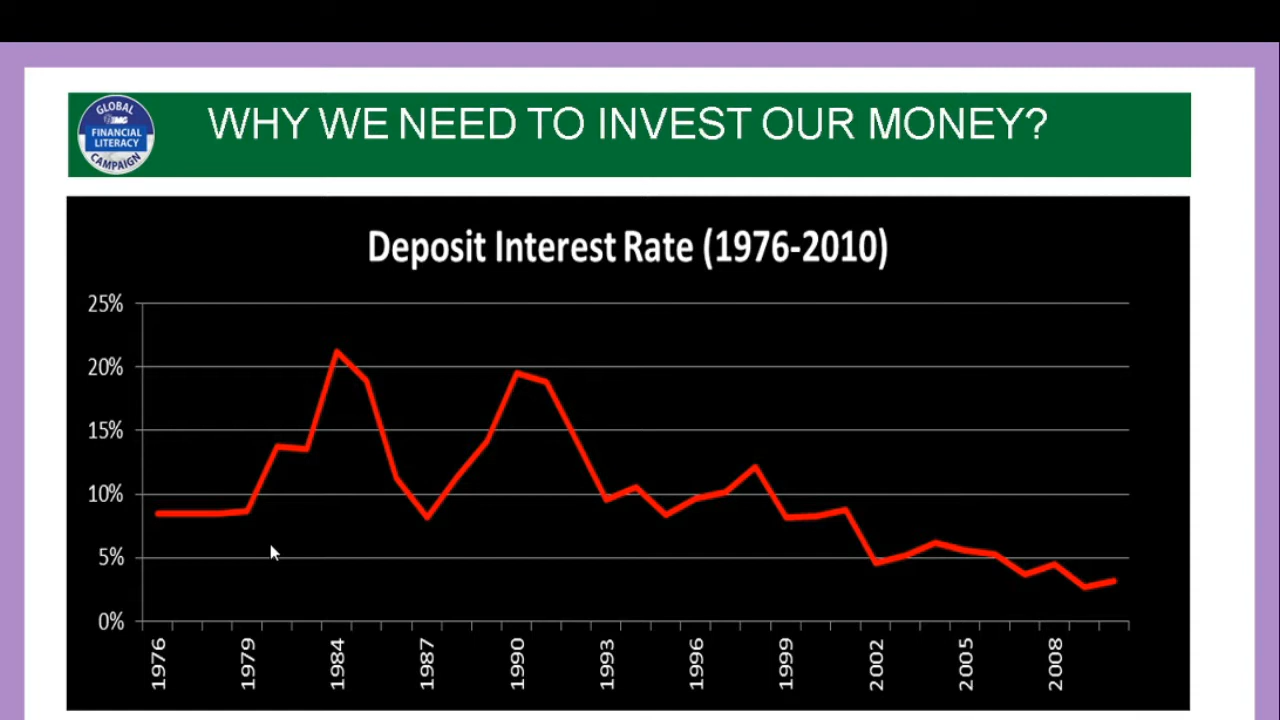 GLOBAL
IMG
FINANCIAL
LITERACY
CAMPAIGN
WHY WE NEED TO INVEST OUR MONEY?
Deposit Interest Rate (1976-2010)
25%
20%
15%
10%
5%
0%
1976
1979
1984
1987
1990
1993
1996
1999
2002
2005
2008